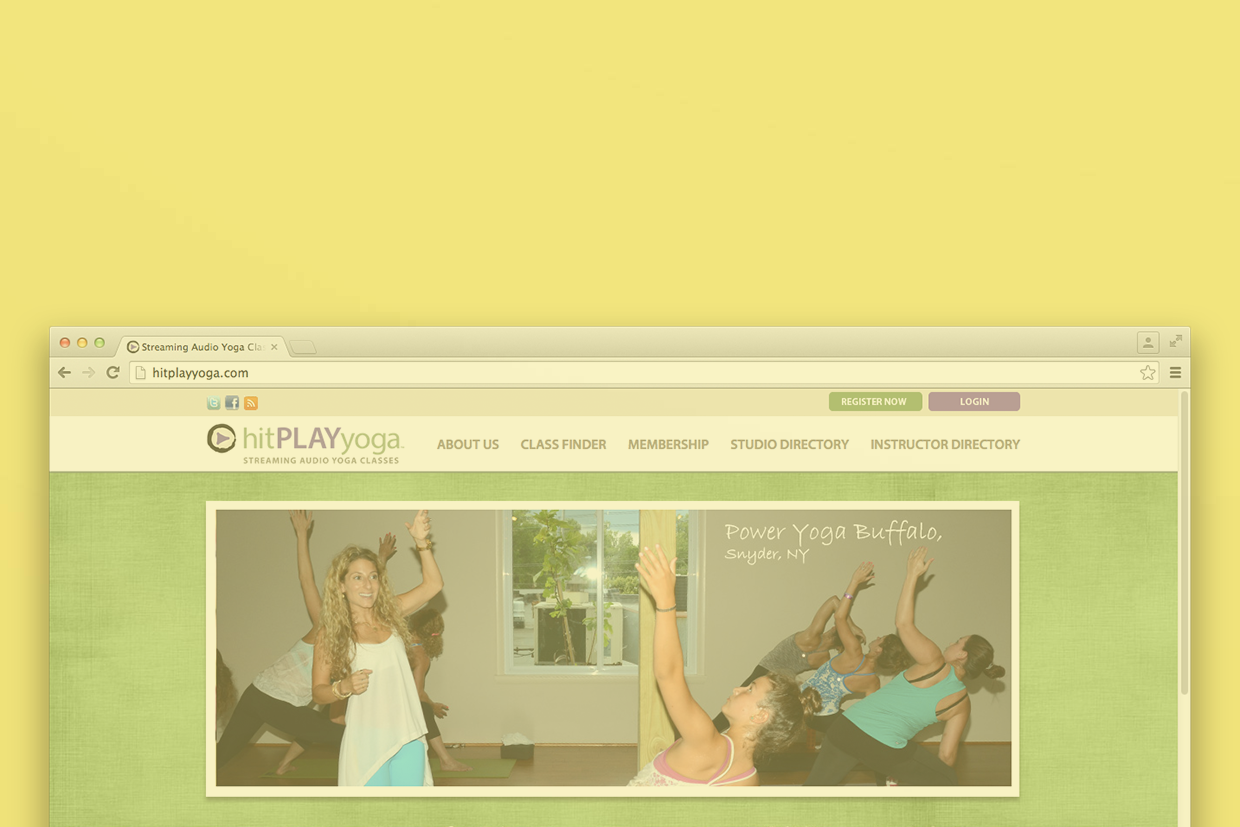 Streaming Audio Yoga Cla
hitplayyoga.com
REGISTER NOW
LOGIN
hitPLAYyoga
STREAMING AUDIO YOGA CLASSES
ABOUT US
CLASS FINDER
MEMBERSHIP
STUDIO DIRECTORY
INSTRUCTOR DIRECTORY
Power Yoga Buffalo,
Snyder, NY